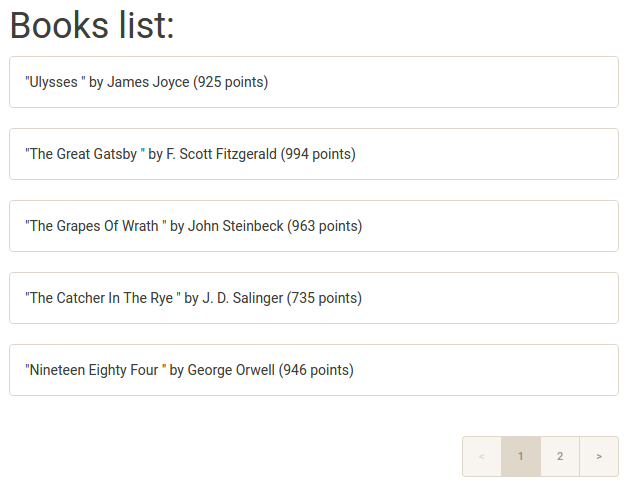 Books list:
"Ulysses " by James Joyce (925 points)
"The Great Gatsby " by F. Scott Fitzgerald (994 points)
"The Grapes Of Wrath " by John Steinbeck (963 points)
"The Catcher In The Rye " by J. D. Salinger (735 points)
"Nineteen Eighty Four " by George Orwell (946 points)
< 1 2 >